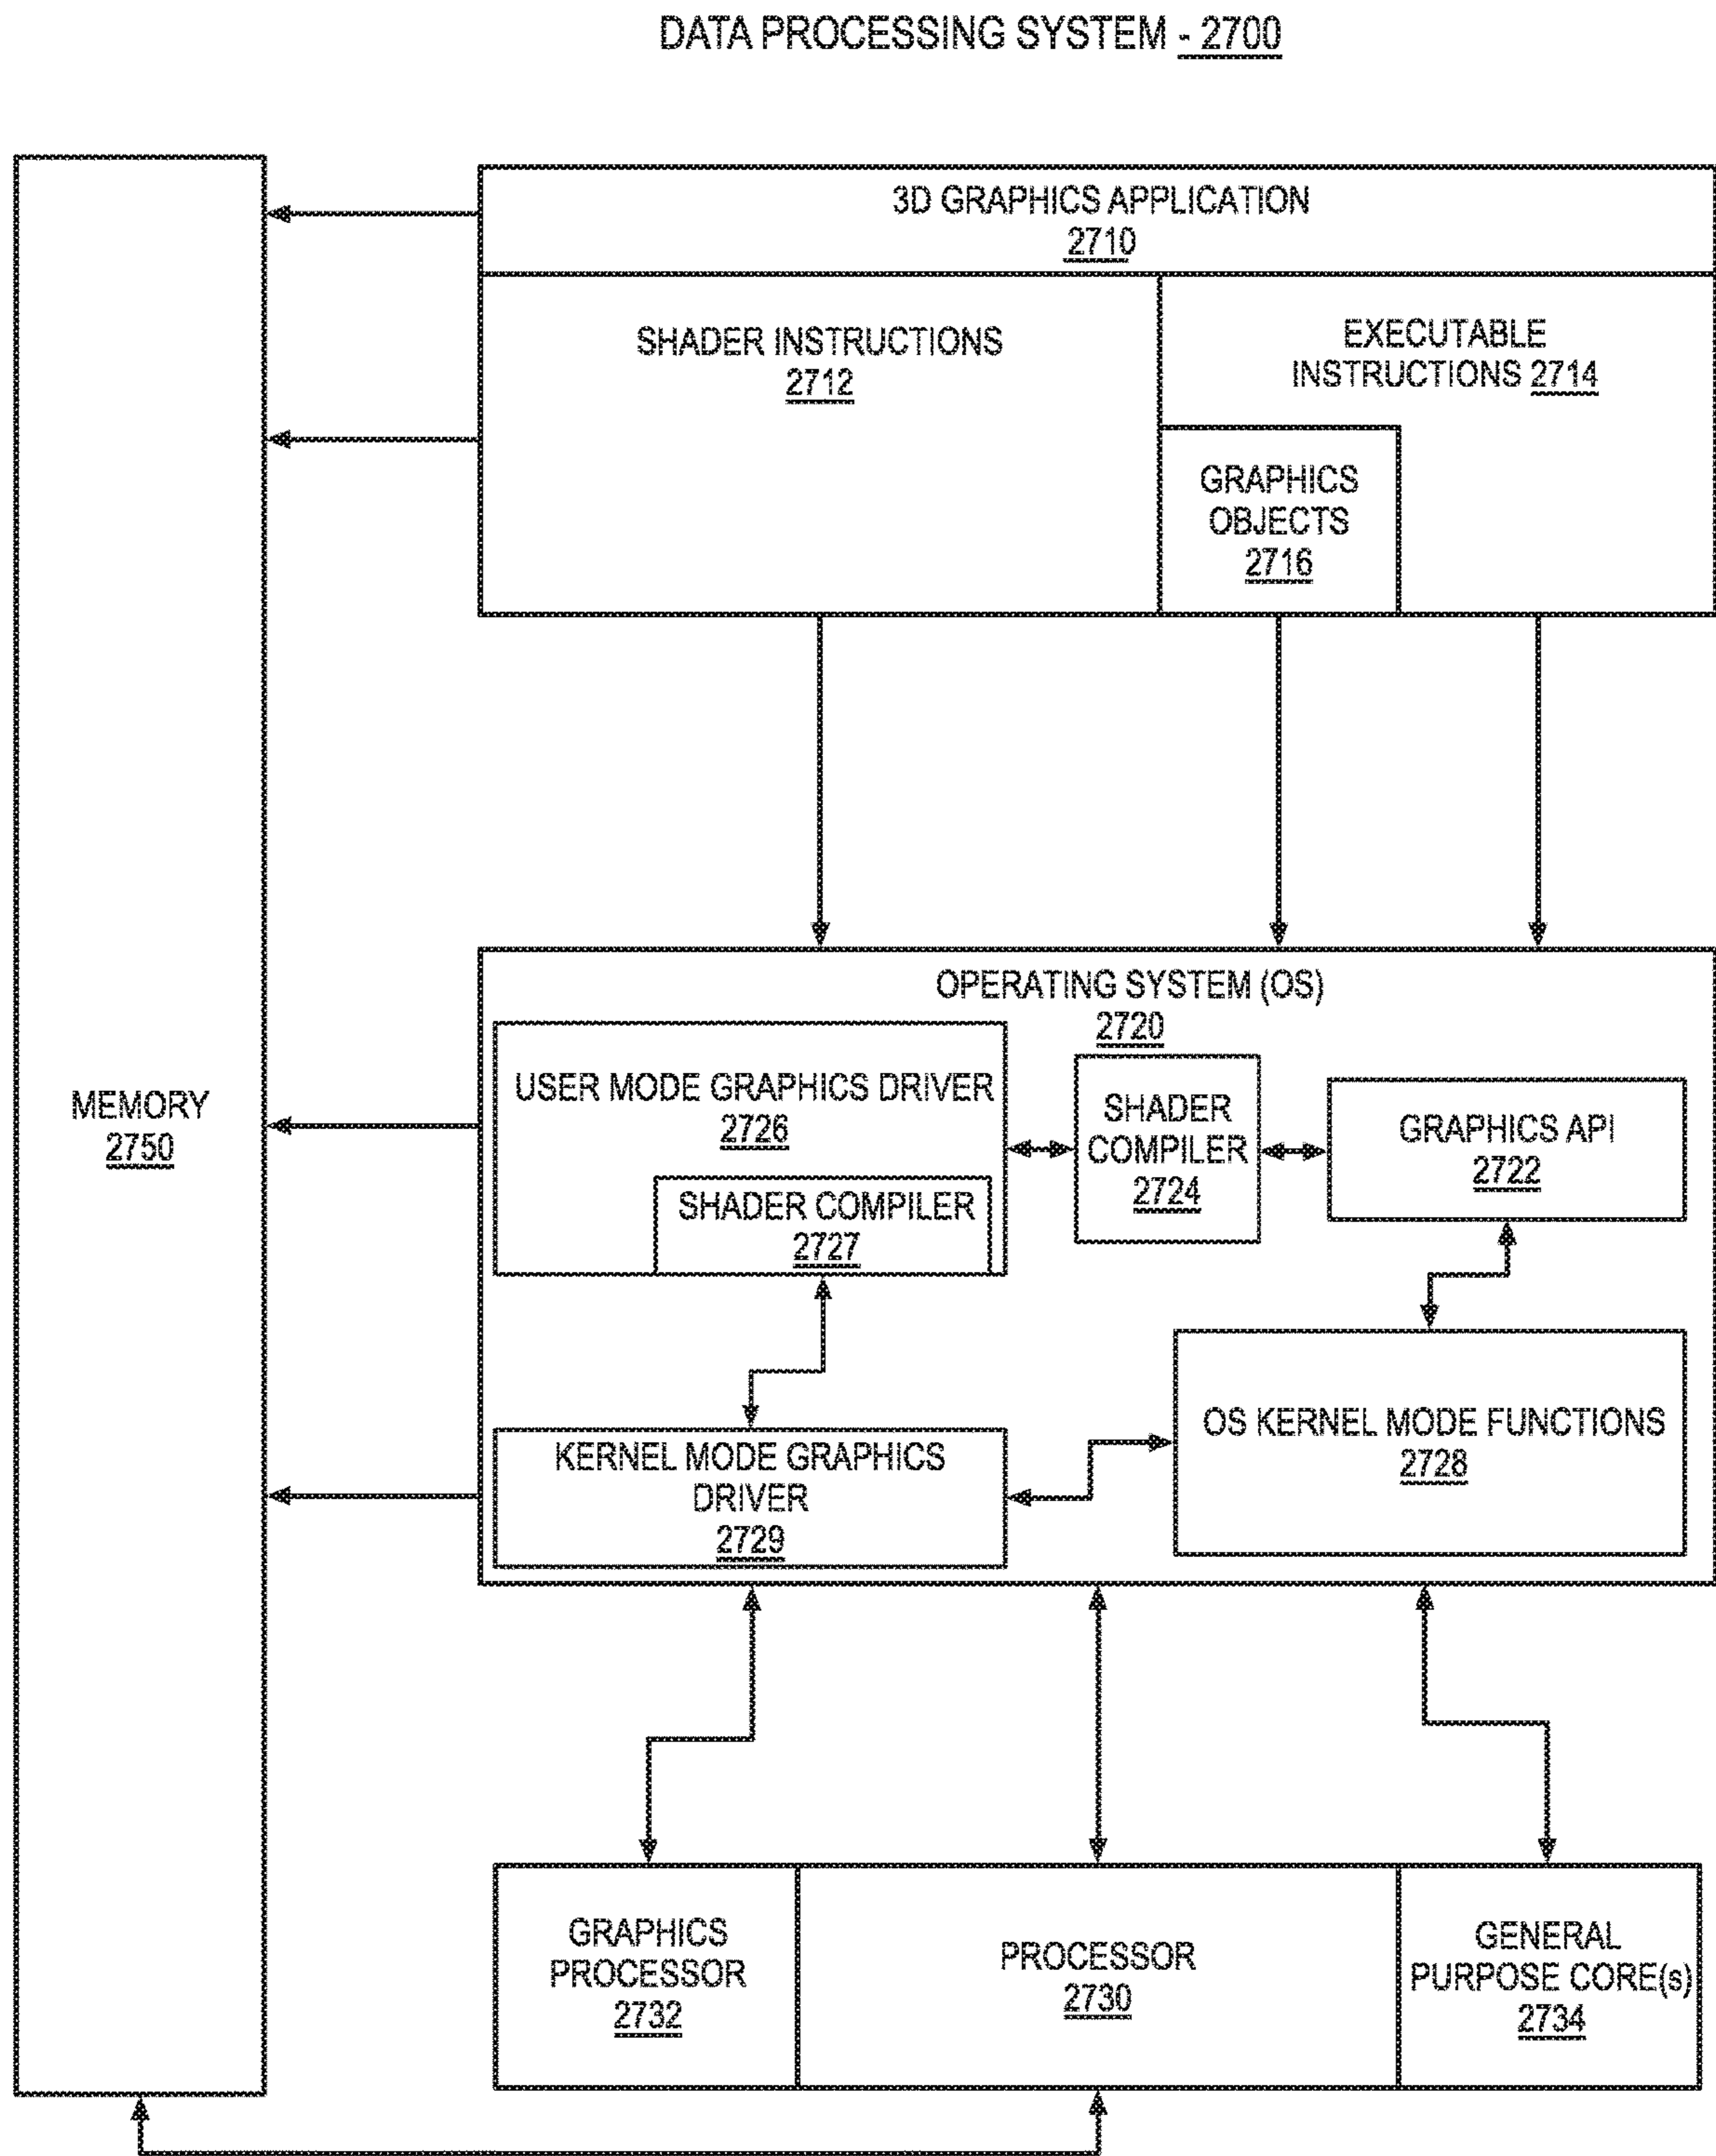 DATA PROCESSING SYSTEM - 2700
3D GRAPHICS APPLICATION
2710
SHADER INSTRUCTIONS
2712
EXECUTABLE
INSTRUCTIONS 2714
GRAPHICS
OBJECTS
2716
MEMORY
2750
OPERATING SYSTEM (OS)
2720
USER MODE GRAPHICS DRIVER
2726
SHADER COMPILER
2727
SHADER
COMPILER
2724
GRAPHICS API
2722
KERNEL MODE GRAPHICS
DRIVER
2729
OS KERNEL MODE FUNCTIONS
2728
GRAPHICS
PROCESSOR
2732
PROCESSOR
2730
GENERAL
PURPOSE CORE(s)
2734